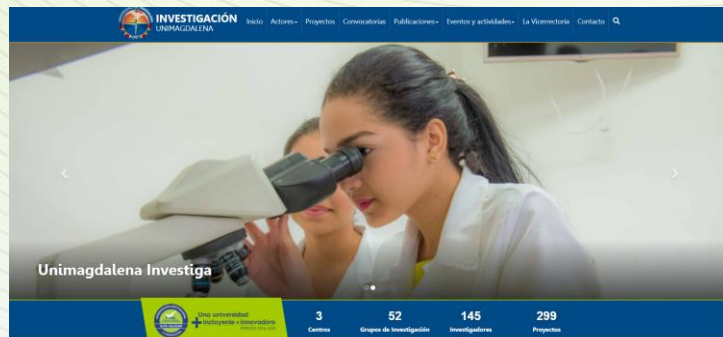 INVESTIGACIÓN
UNIMAGDALENA
Inicio Actores Proyectos Convocatorias Publicaciones Eventos y actividades La Vicerrectoría Contacto
Unimagdalena Investiga
Una universidad
+ incluyente e innovadora
3 52 145 299
Centros Grupos de Investigación Investigadores Proyectos